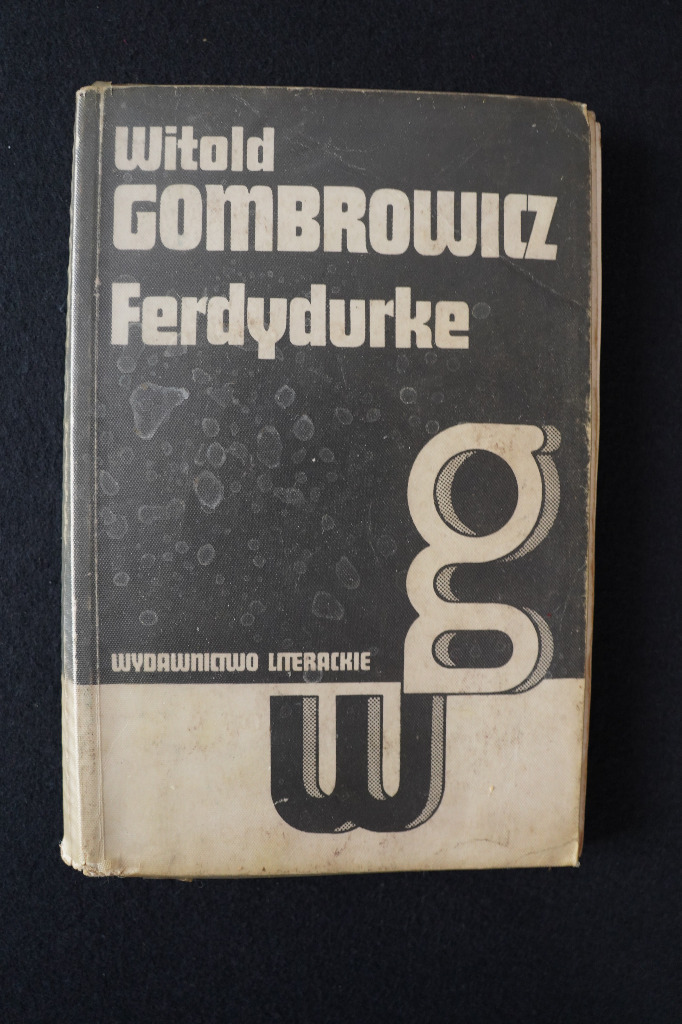 Witold
GOMBROWICZ
Ferdydurke
g
WYDAWNICTWO LITERACKIE
w